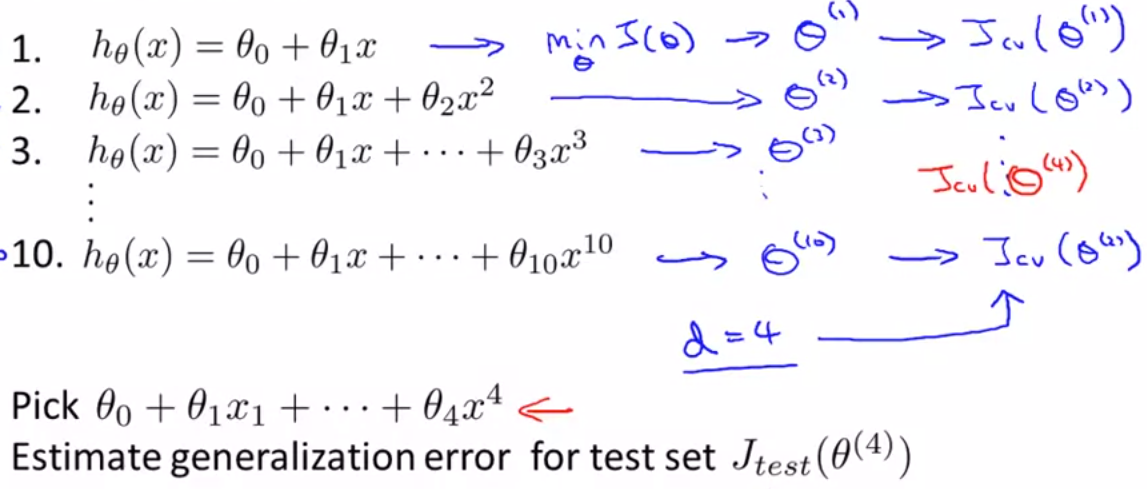 1. hθ(x) = θ0 + θ1x → min θ J(θ) → Θ(1) → Jcv(Θ(1))
2. hθ(x) = θ0 + θ1x + θ2x² → Θ(2) → Jcv(Θ(2))
3. hθ(x) = θ0 + θ1x + ⋯ + θ3x³ → Θ(3)
⋮ ⋮ ⋮ Jcv(Θ(4))
10. hθ(x) = θ0 + θ1x + ⋯ + θ10x¹⁰ → Θ(10) → Jcv(Θ(2))
d = 4
Pick θ0 + θ1x1 + ⋯ + θ4x⁴ ←
Estimate generalization error for test set Jtest(θ(4))